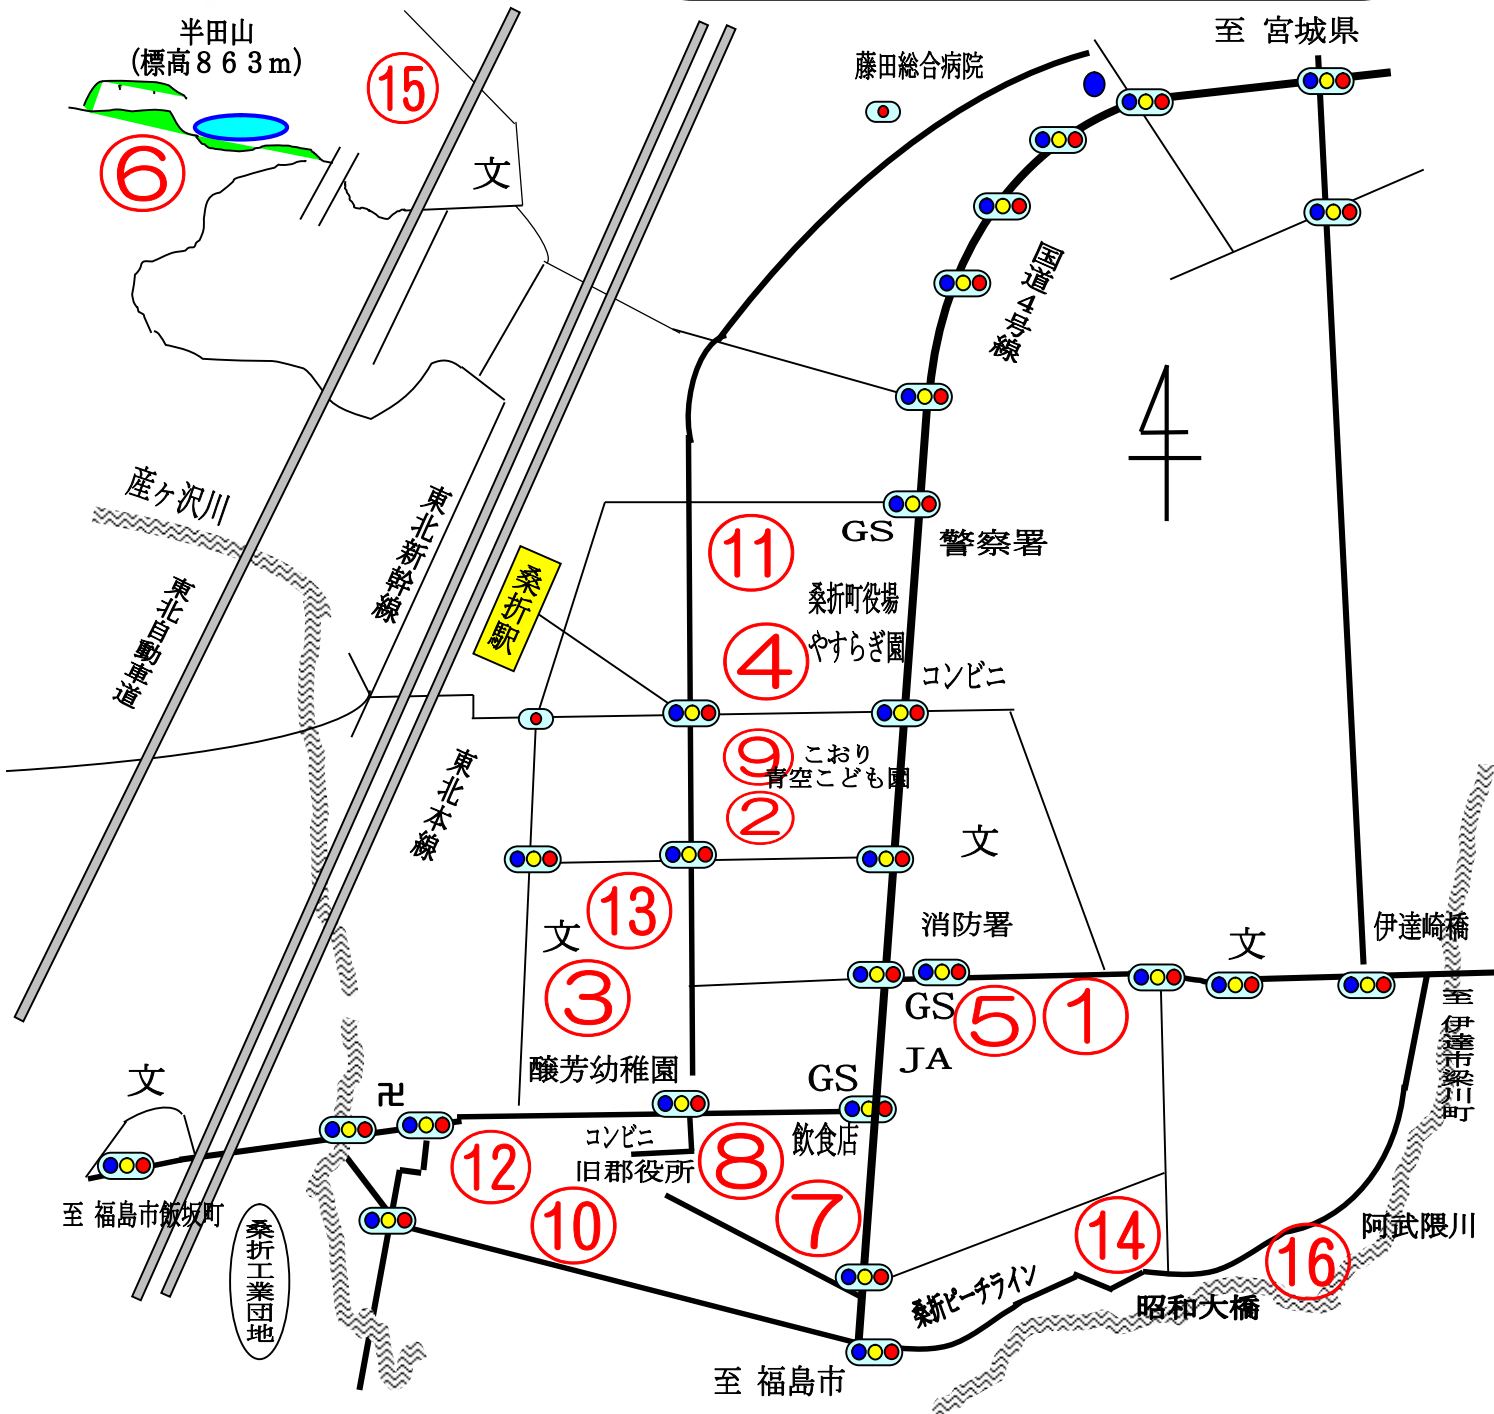 半田山
(標高８６３m)
⑮
至 宮城県
藤田総合病院
⑥
文
国道４号線
産ヶ沢川
東北自動車道
東北新幹線
桑折駅
GS
警察署
⑪
桑折町役場
④
やすらぎ園
コンビニ
⑨
こおり
青空こども園
②
東北本線
文
⑬
文
消防署
文
伊達崎橋
③
GS
⑤
①
至 伊達市梁川町
JA
醸芳幼稚園
GS
文
卍
コンビニ
飲食店
旧郡役所
⑧
⑫
⑩
⑦
至 福島市飯坂町
桑折工業団地
⑭
⑯
阿武隈川
桑折ピーチライン
昭和大橋
至 福島市